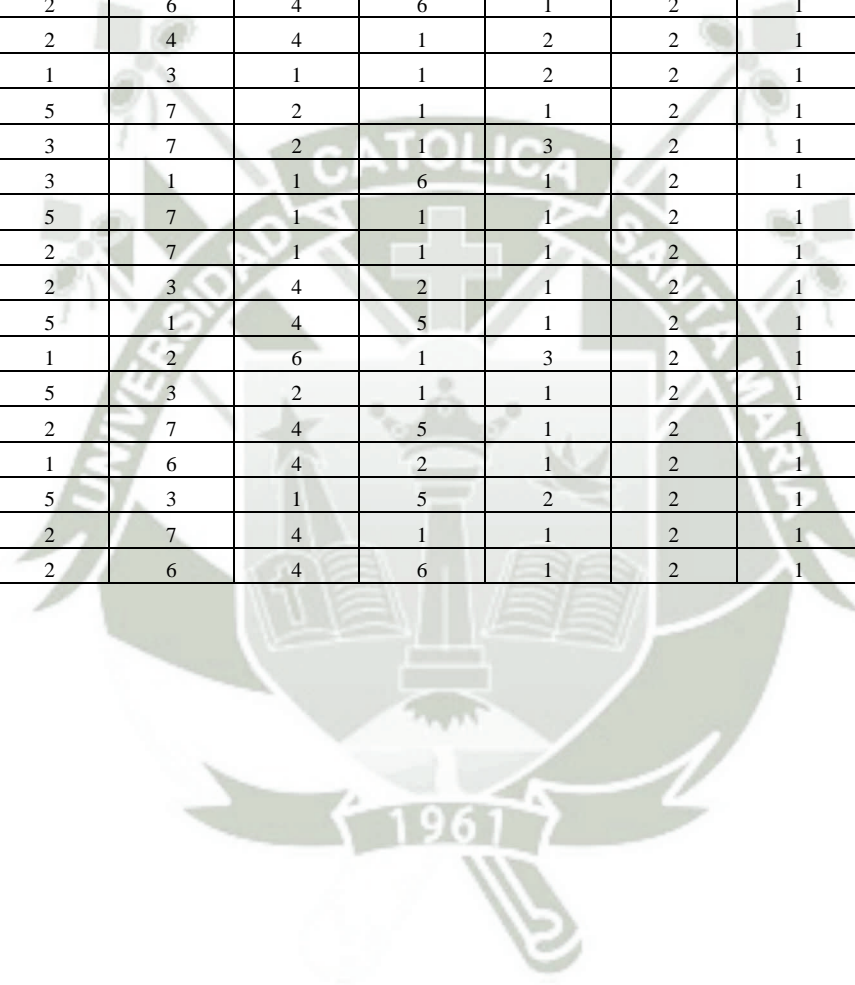 2 6 4 6 1 2 1
2 4 4 1 2 2 1
1 3 1 1 2 2 1
5 7 2 1 1 2 1
3 7 2 1 3 2 1
3 1 1 6 1 2 1
5 7 1 1 1 2 1
2 7 1 1 1 2 1
2 3 4 2 1 2 1
5 1 4 5 1 2 1
1 2 6 1 3 2 1
5 3 2 1 1 2 1
2 7 4 5 1 2 1
1 6 4 2 1 2 1
5 3 1 5 2 2 1
2 7 4 1 1 2 1
2 6 4 6 1 2 1
UNIVERSIDAD CATOLICA SANTA MARIA
1961